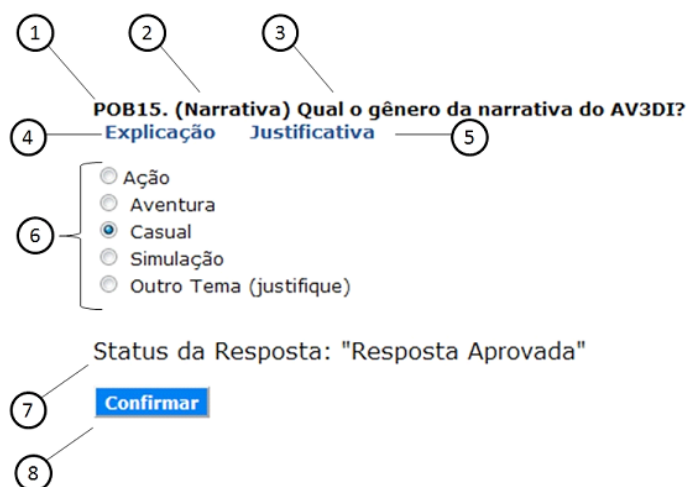 1 2 3
POB15. (Narrativa) Qual o gênero da narrativa do AV3DI?
4 Explicação Justificativa 5
Ação
Aventura
6 Casual
Simulação
Outro Tema (justifique)
Status da Resposta: "Resposta Aprovada"
7 Confirmar
8